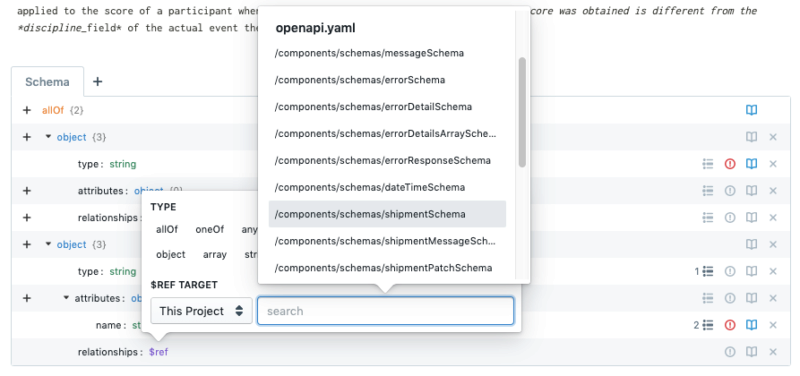 applied to the score of a participant whe
core was obtained is different from the
*discipline_field* of the actual event the
openapi.yaml
/components/schemas/messageSchema
/components/schemas/errorSchema
/components/schemas/errorDetailSchema
/components/schemas/errorDetailsArraySche...
/components/schemas/errorResponseSchema
/components/schemas/dateTimeSchema
/components/schemas/shipmentSchema
/components/schemas/shipmentMessageSch...
/components/schemas/shipmentPatchSchema
Schema +
+ allOf {2}
+ object {3}
type: string
+ attributes: object {0}
+ relationships:
+ object {3}
type: string 1
+ attributes: ob
name: st 2
relationships: $ref
TYPE
allOf oneOf any
object array str
$REF TARGET
This Project search